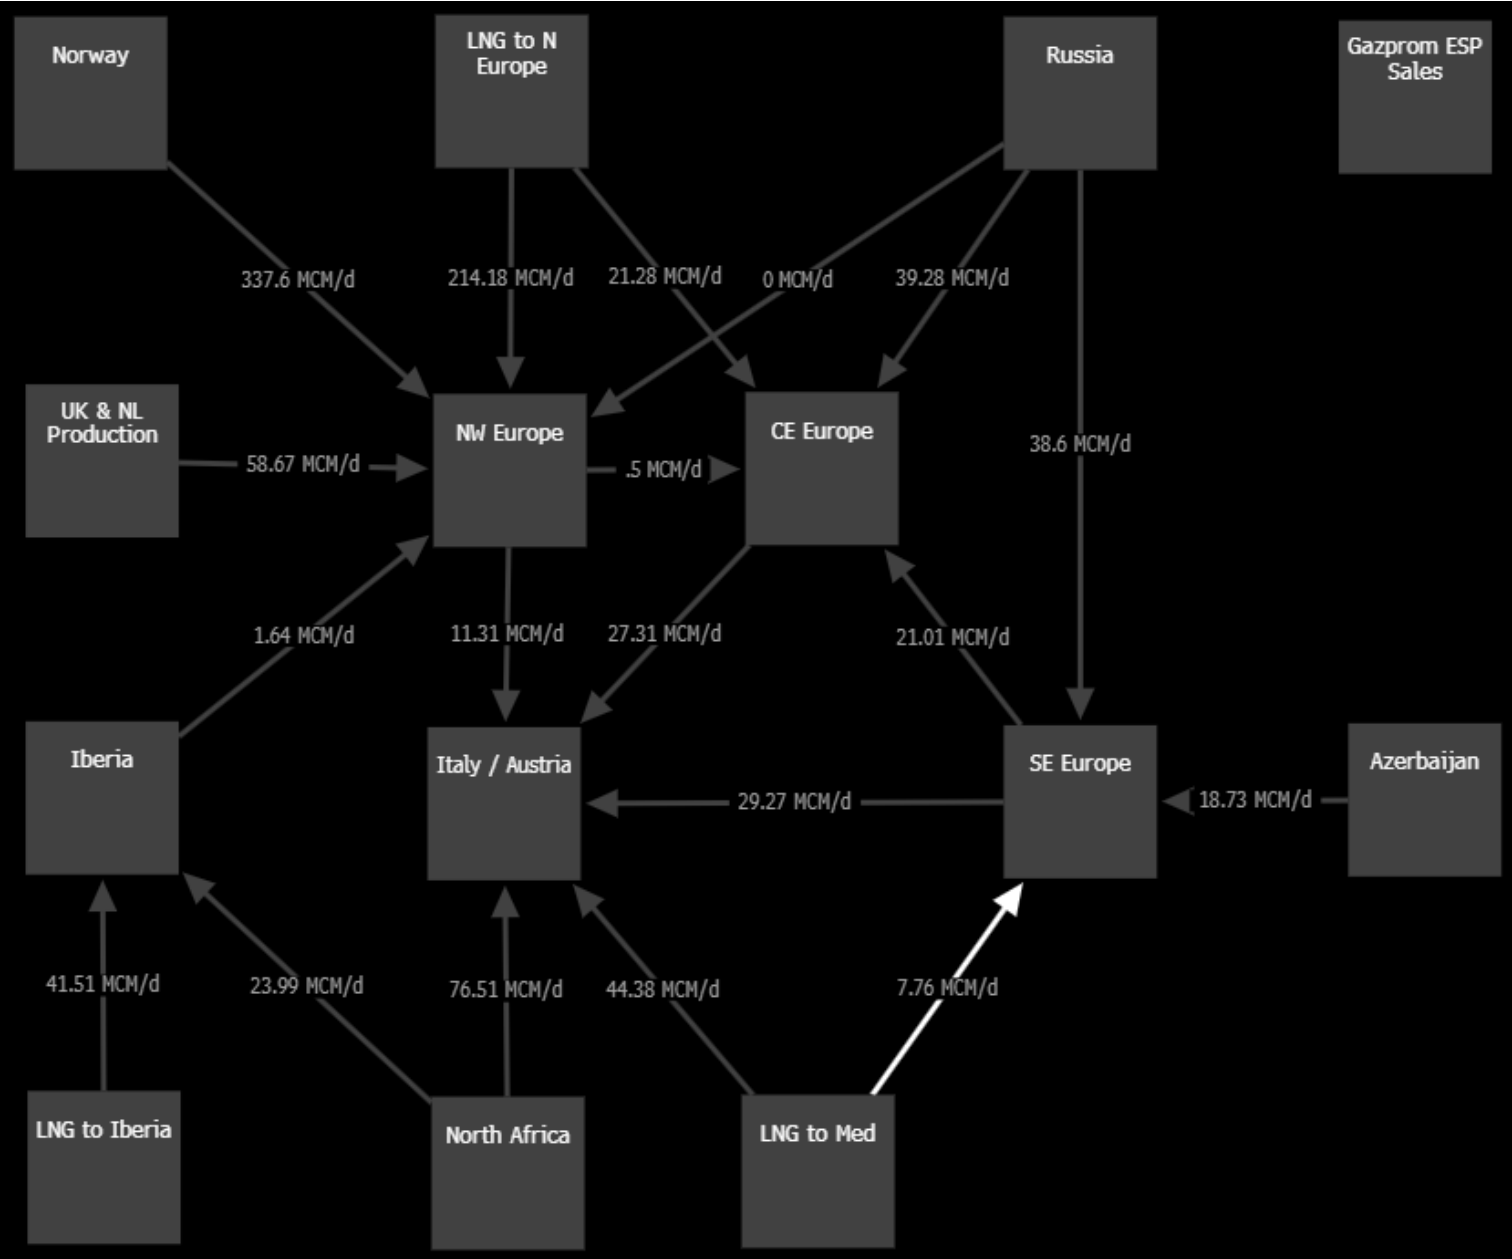 Norway
LNG to N
Europe
Russia
Gazprom ESP
Sales
337.6 MCM/d
214.18 MCM/d
21.28 MCM/d
0 MCM/d
39.28 MCM/d
UK & NL
Production
58.67 MCM/d
NW Europe
.5 MCM/d
CE Europe
38.6 MCM/d
1.64 MCM/d
11.31 MCM/d
27.31 MCM/d
21.01 MCM/d
Iberia
Italy / Austria
29.27 MCM/d
SE Europe
18.73 MCM/d
Azerbaijan
41.51 MCM/d
23.99 MCM/d
76.51 MCM/d
44.38 MCM/d
7.76 MCM/d
LNG to Iberia
North Africa
LNG to Med